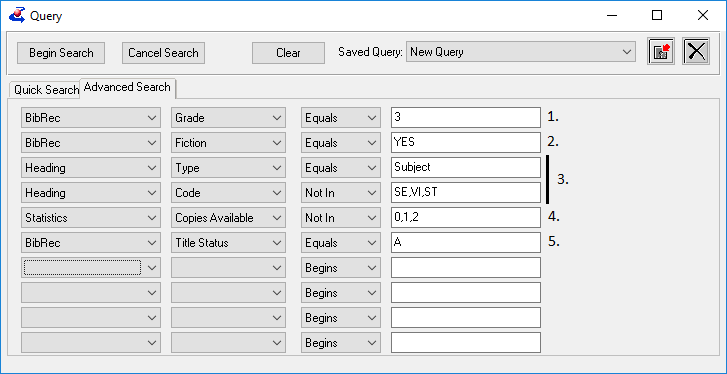 Query
Begin Search Cancel Search Clear Saved Query: New Query
Quick Search Advanced Search
BibRec Grade Equals 3 1.
BibRec Fiction Equals YES 2.
Heading Type Equals Subject
3.
Heading Code Not In SE,VI,ST
Statistics Copies Available Not In 0,1,2 4.
BibRec Title Status Equals A 5.
Begins
Begins
Begins
Begins